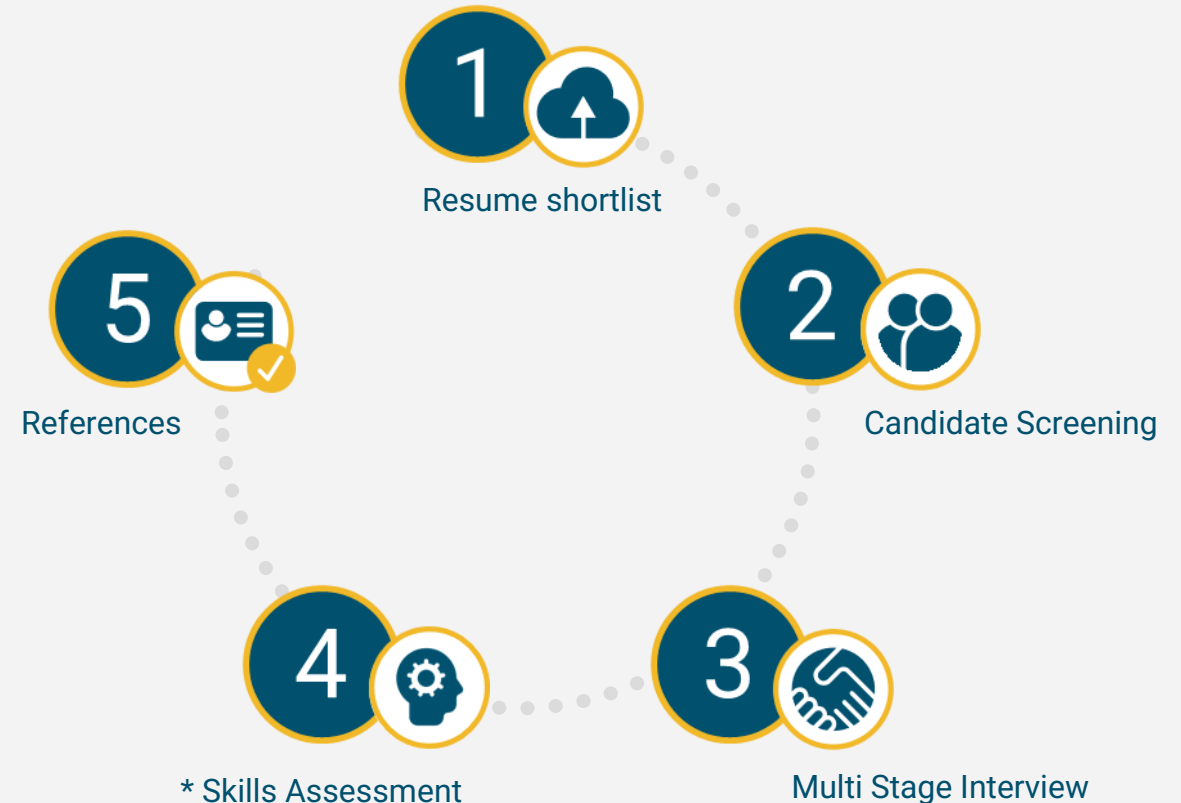 1
Resume shortlist
2
Candidate Screening
3
Multi Stage Interview
4
* Skills Assessment
5
References